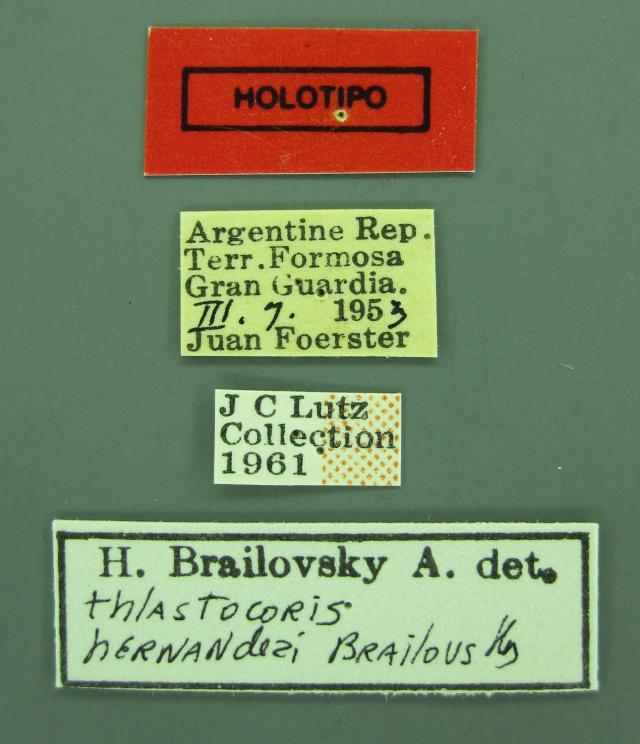 HOLOTIPO
Argentine Rep.
Terr. Formosa
Gran Guardia.
III. 7. 1953
Juan Foerster
J C Lutz
Collection
1961
H. Brailovsky A. det.
thlastocoris
hernandezi Brailovsky